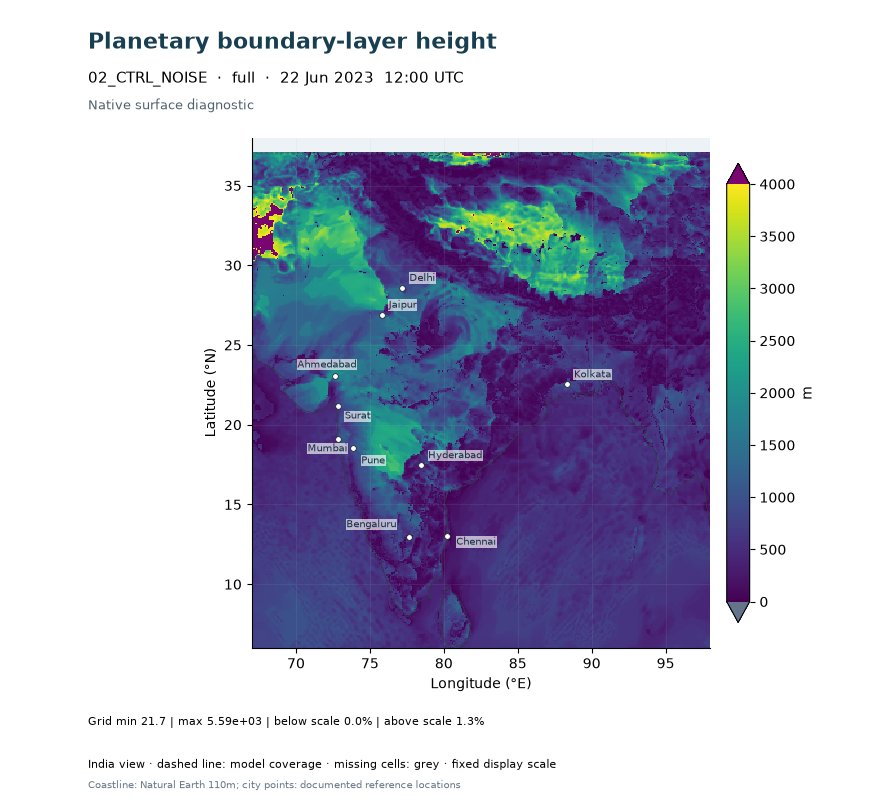 Planetary boundary-layer height
02_CTRL_NOISE · full · 22 Jun 2023 12:00 UTC
Native surface diagnostic
35
30
25
20
15
10
Latitude (°N)
Delhi
Jaipur
Ahmedabad
Kolkata
Surat
Mumbai
Pune
Hyderabad
Bengaluru
Chennai
70
75
80
85
90
95
Longitude (°E)
4000
3500
3000
2500
2000
1500
1000
500
0
m
Grid min 21.7 | max 5.59e+03 | below scale 0.0% | above scale 1.3%
India view · dashed line: model coverage · missing cells: grey · fixed display scale
Coastline: Natural Earth 110m; city points: documented reference locations